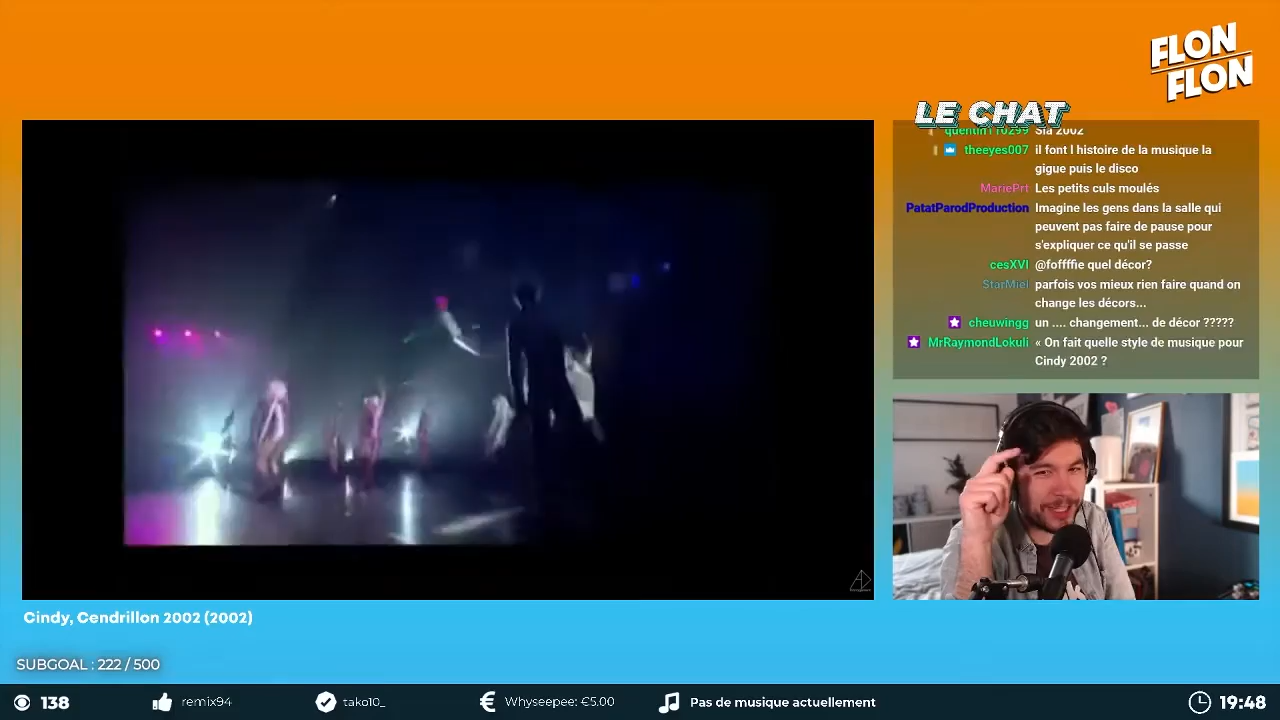 FLON
FLON
LE CHAT
quentin110299 Sia 2002
theeyes007 il font l histoire de la musique la
gigue puis le disco
MariePrt Les petits culs moulés
PatatParodProduction Imagine les gens dans la salle qui
peuvent pas faire de pause pour
s'expliquer ce qu'il se passe
cesXVI @foffffie quel décor?
StarMiel parfois vos mieux rien faire quand on
change les décors...
cheuwingg un .... changement... de décor ?????
MrRaymondLokuli « On fait quelle style de musique pour
Cindy 2002 ?
Cindy, Cendrillon 2002 (2002)
SUBGOAL : 222 / 500
138 remix94 tako10_ € Whyseepee: €5.00 Pas de musique actuellement 19:48